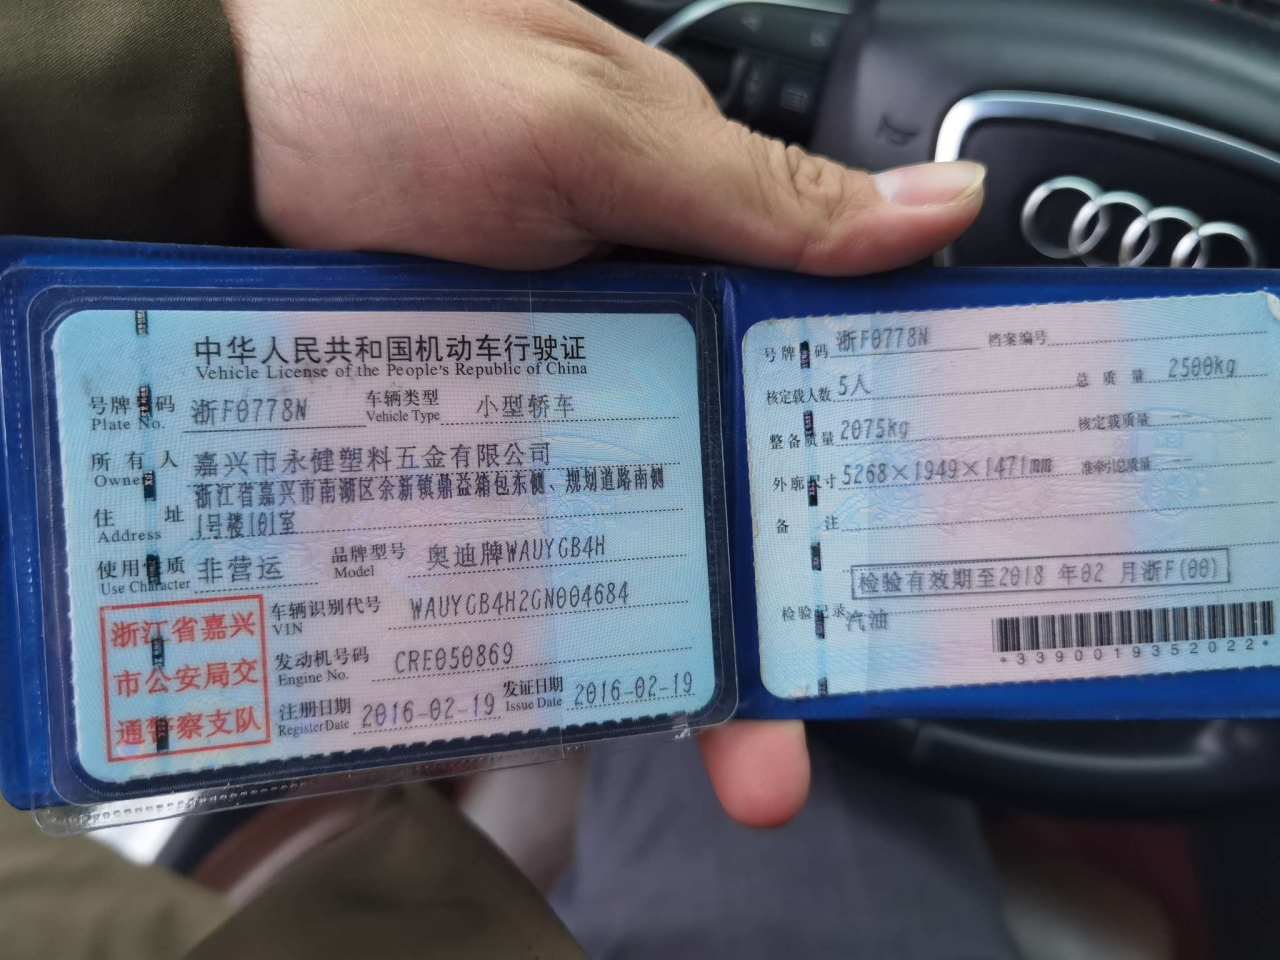 中华人民共和国机动车行驶证
Vehicle License of the People's Republic of China
号牌号码 浙F0778N 车辆类型 小型轿车
Plate No. Vehicle Type
所有人 嘉兴市永健塑料五金有限公司
Owner
浙江省嘉兴市南湖区余新镇鼎益箱包东侧、规划道路南侧
住址 1号楼101室
Address
使用性质 非营运 品牌型号 奥迪牌WAUYGB4H
Use Character Model
车辆识别代号 WAUYGB4H2GN004684
VIN
发动机号码 CRE050869
Engine No.
注册日期 2016-02-19 发证日期 2016-02-19
Register Date Issue Date
浙江省嘉兴
市公安局交
通警察支队
号牌号码 浙F0778N 档案编号
核定载人数 5人 总质量 2500kg
整备质量 2075kg 核定载质量 --
外廓尺寸 5268×1949×1471mm 准牵引总质量 --
备注
检验有效期至2018 年02 月浙F(00)
检验记录 汽油
*3390019352022*